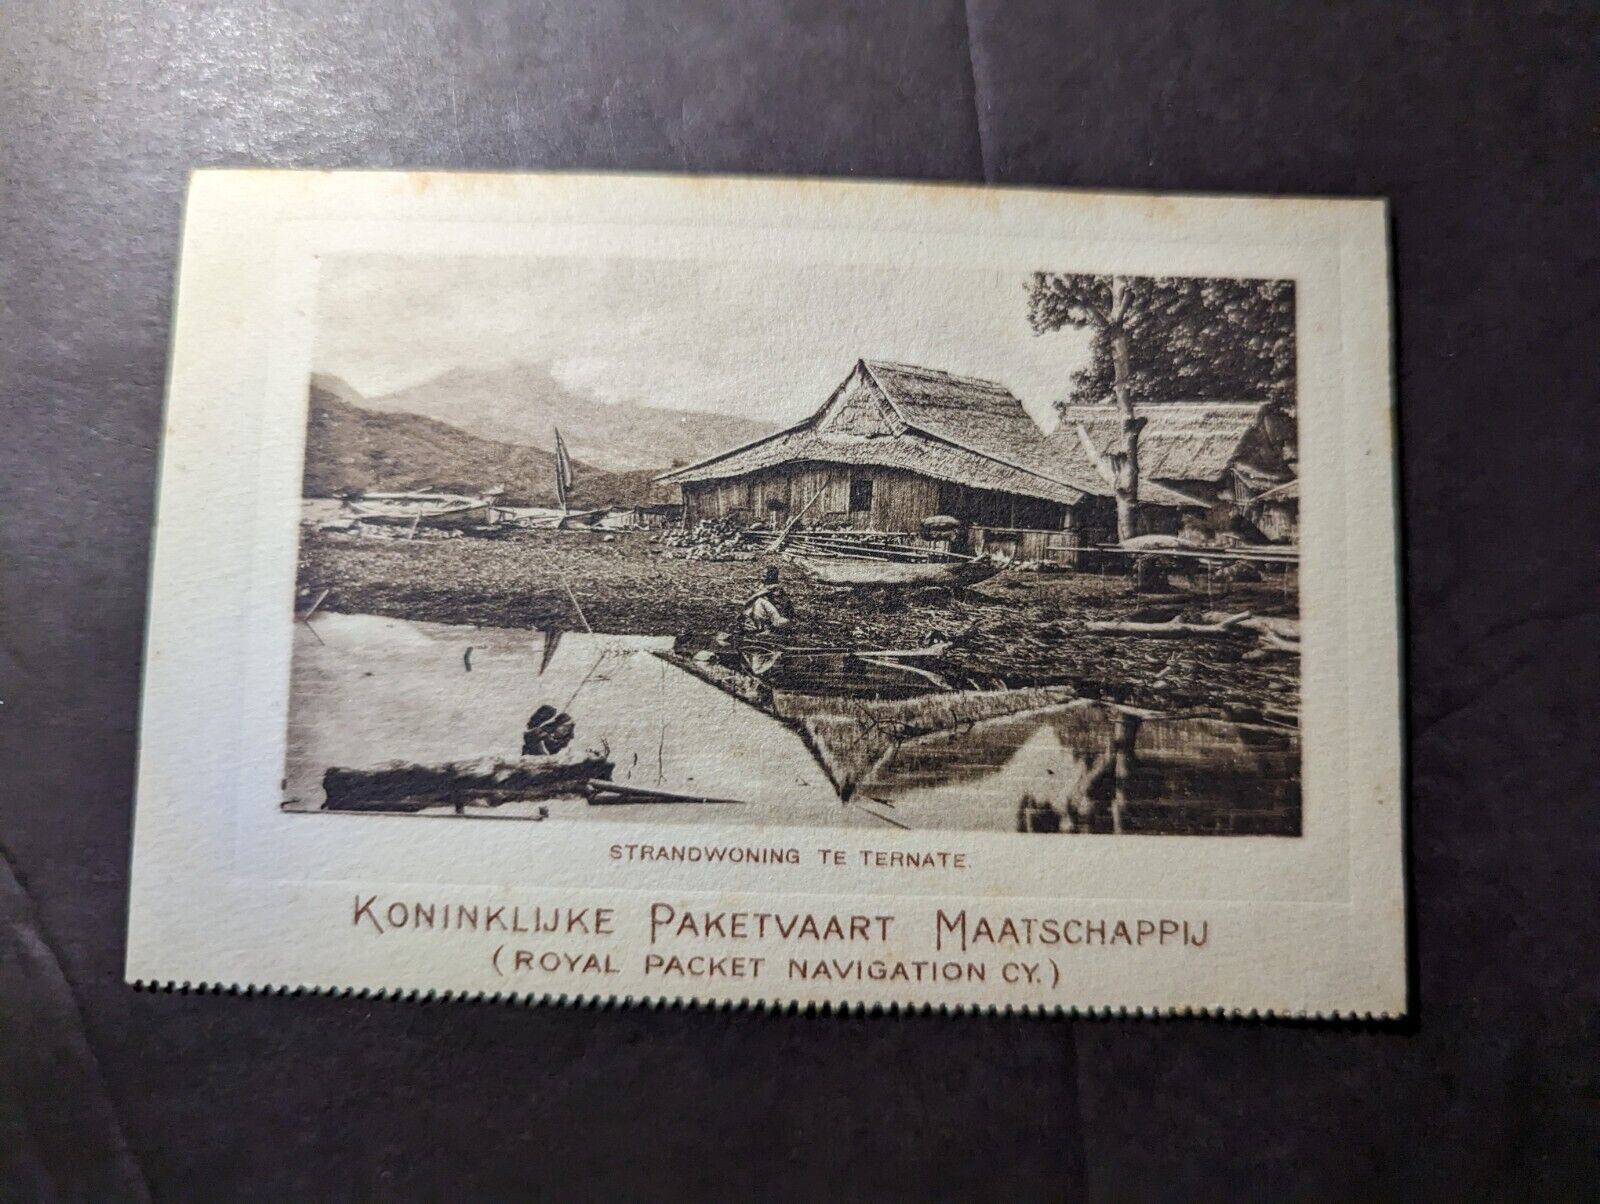 STRANDWONING TE TERNATE.
KONINKLIJKE PAKETVAART MAATSCHAPPIJ
(ROYAL PACKET NAVIGATION CY.)